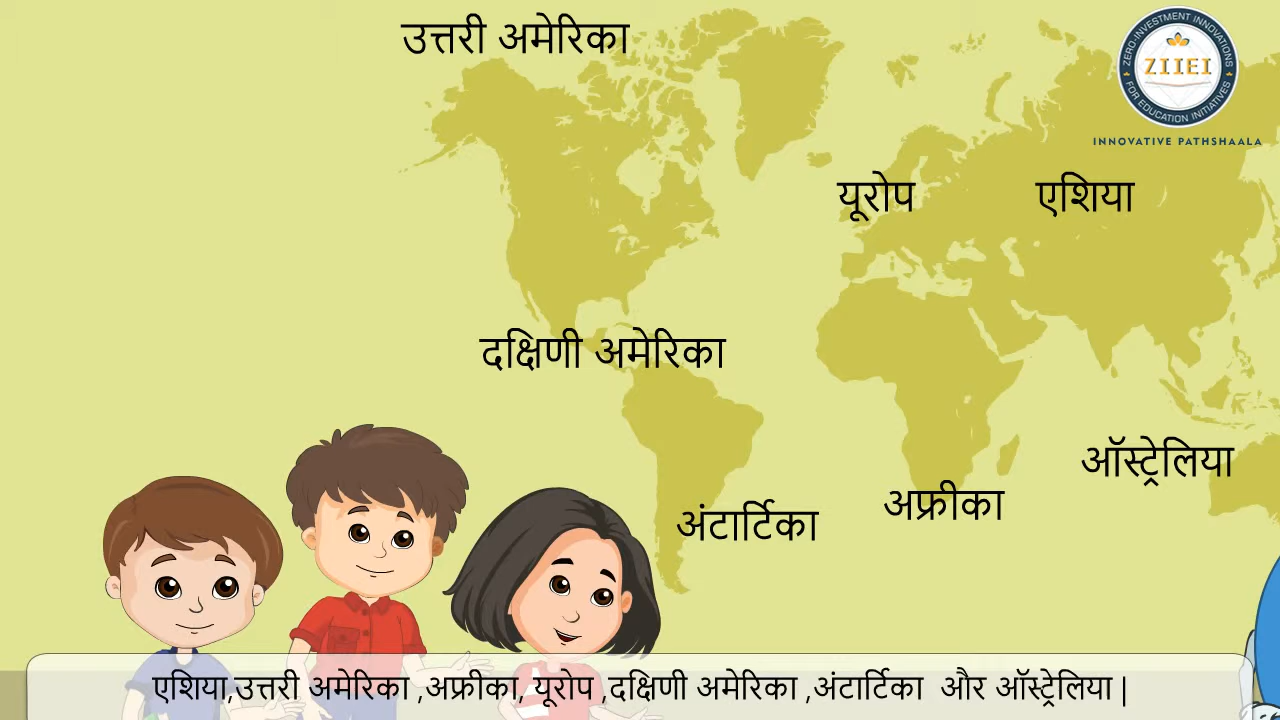 उत्तरी अमेरिका
ZERO-INVESTMENT INNOVATIONS
ZIIEI
FOR EDUCATION INITIATIVES
INNOVATIVE PATHSHAALA
यूरोप
एशिया
दक्षिणी अमेरिका
ऑस्ट्रेलिया
अफ्रीका
अंटार्टिका
एशिया,उत्तरी अमेरिका ,अफ्रीका, यूरोप ,दक्षिणी अमेरिका ,अंटार्टिका और ऑस्ट्रेलिया |